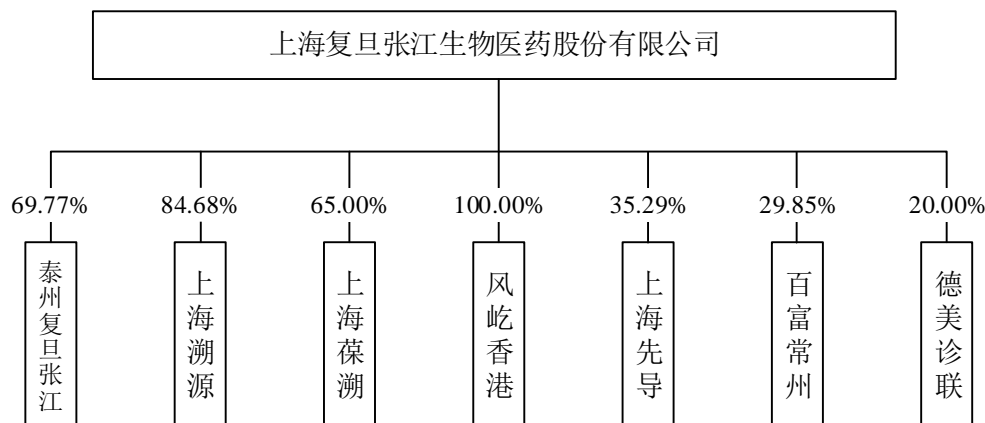 上海复旦张江生物医药股份有限公司
69.77%
84.68%
65.00%
100.00%
35.29%
29.85%
20.00%
泰州复旦张江
上海溯源
上海葆溯
风屹香港
上海先导
百富常州
德美诊联